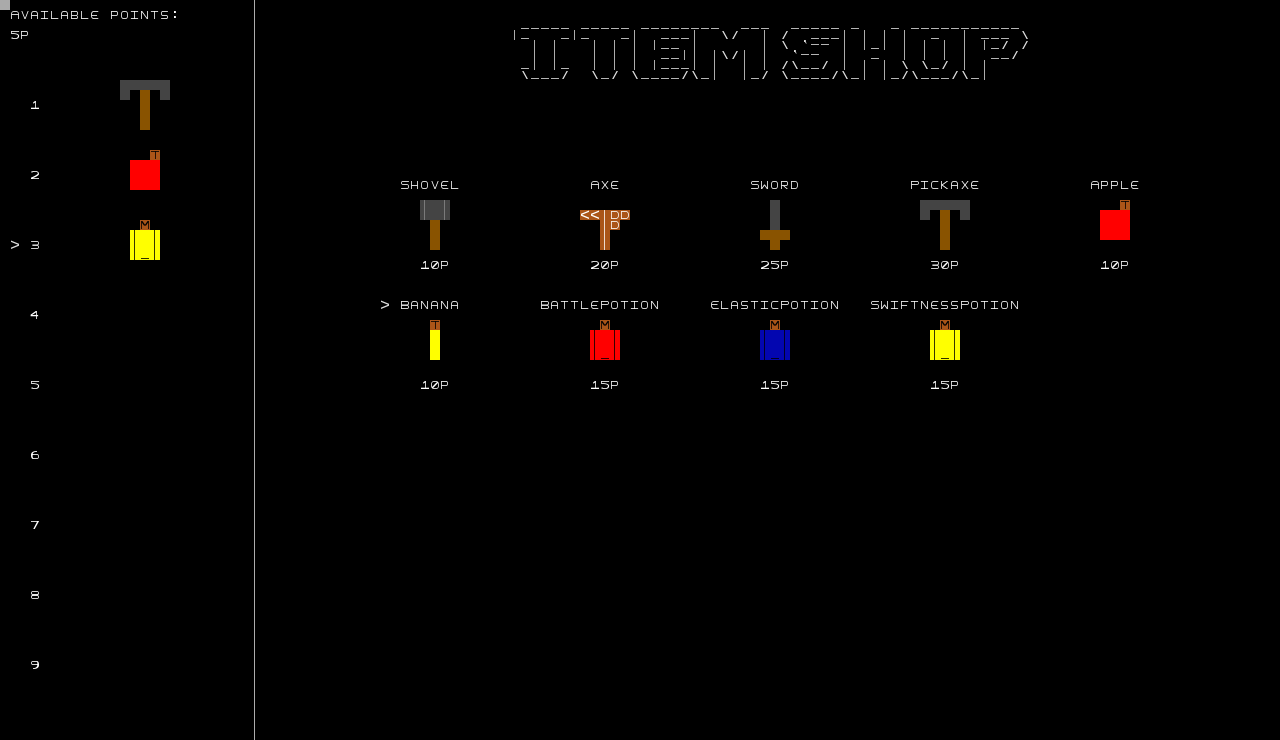 AVAILABLE POINTS:
5P
ITEM SHOP
1
2
> 3
4
5
6
7
8
9
SHOVEL AXE SWORD PICKAXE APPLE
10P 20P 25P 30P 10P
> BANANA BATTLEPOTION ELASTICPOTION SWIFTNESSPOTION
10P 15P 15P 15P